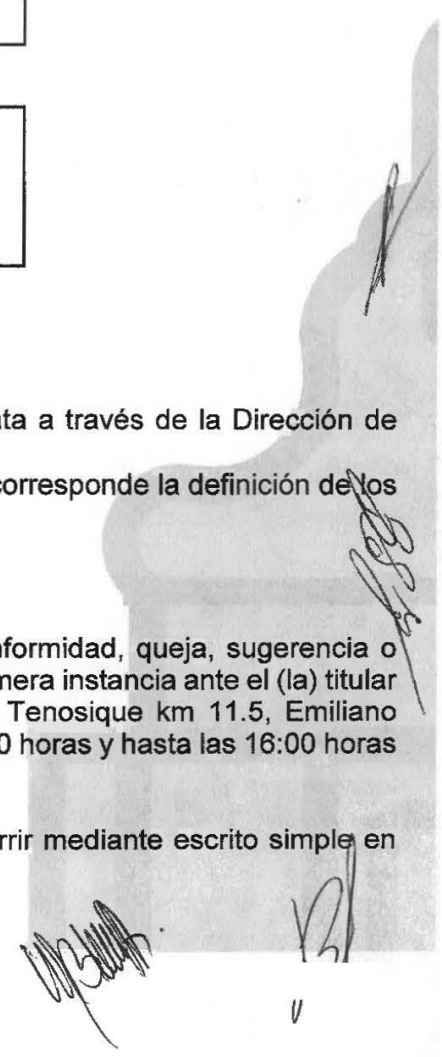 ta a través de la Dirección de
corresponde la definición de los
nformidad, queja, sugerencia o
mera instancia ante el (la) titular
Tenosique km 11.5, Emiliano
0 horas y hasta las 16:00 horas
rrir mediante escrito simple en